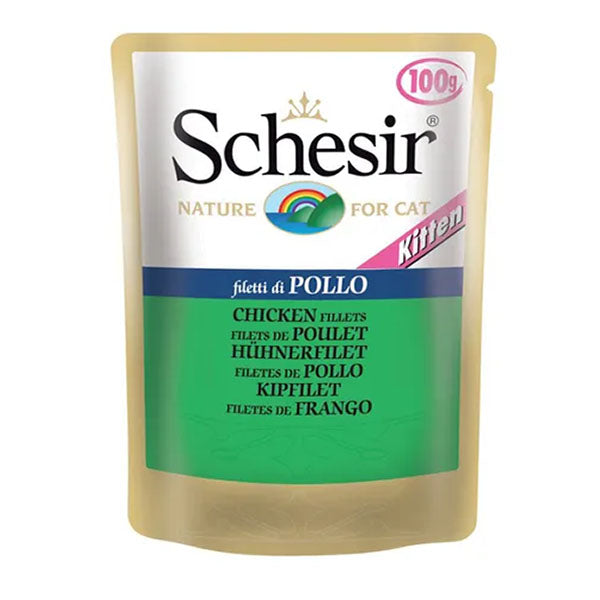 100g
Schesir®
NATURE FOR CAT
Kitten
filetti di POLLO
CHICKEN FILLETS
FILETS DE POULET
HÜHNERFILET
FILETES DE POLLO
KIPFILET
FILETES DE FRANGO